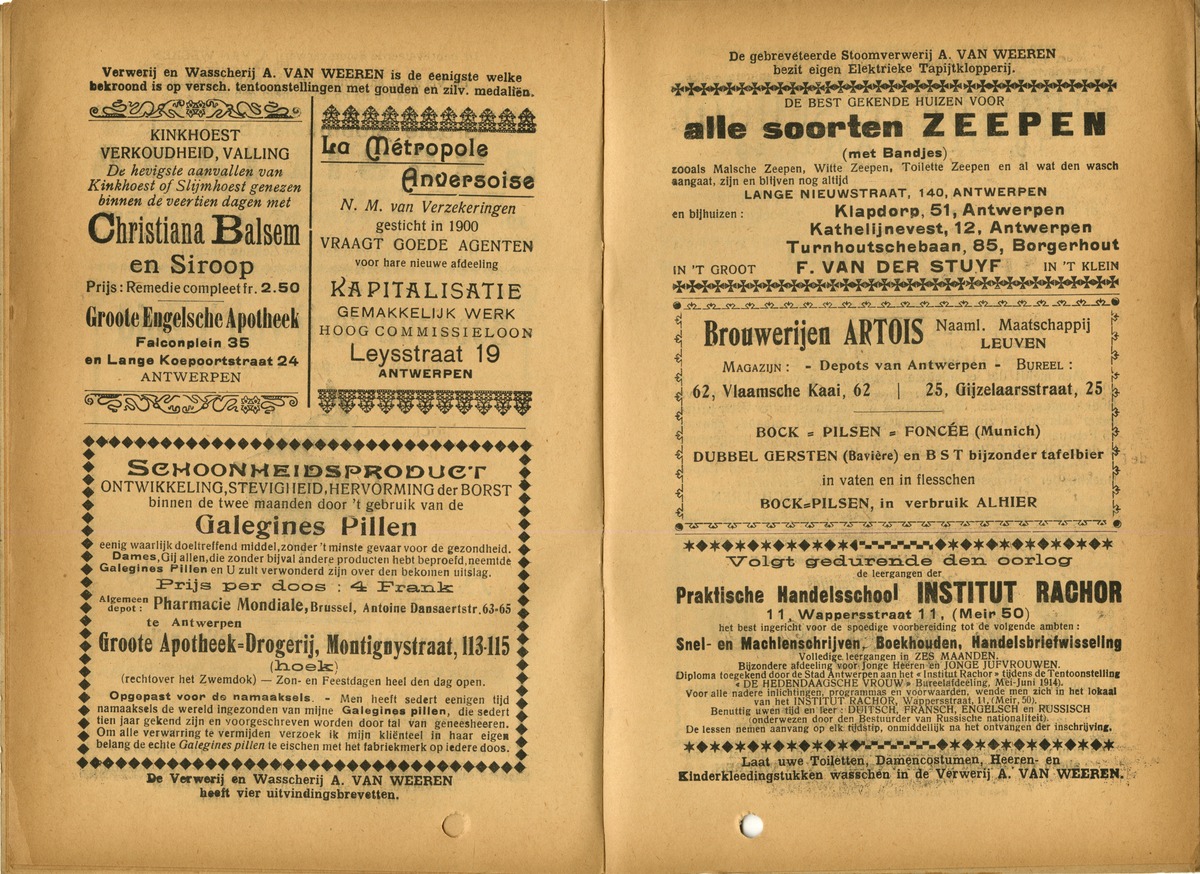 Verwerij en Wasscherij A. VAN WEEREN is de eenigste welke
bekroond is op versch. tentoonstellingen met gouden en zilv. medaliën.
KINKHOEST
VERKOUDHEID, VALLING
De hevigste aanvallen van
Kinkhoest of Slijmhoest genezen
binnen de veertien dagen met
Christiana Balsem
en Siroop
Prijs: Remedie compleet fr. 2.50
Groote Engelsche Apotheek
Falconplein 35
en Lange Koepoortstraat 24
ANTWERPEN
La Métropole
Anversoise
N. M. van Verzekeringen
gesticht in 1900
VRAAGT GOEDE AGENTEN
voor hare nieuwe afdeeling
KAPITALISATIE
GEMAKKELIJK WERK
HOOG COMMISSIELOON
Leysstraat 19
ANTWERPEN
SCHOONHEIDSPRODUCT
ONTWIKKELING, STEVIGHEID, HERVORMING der BORST
binnen de twee maanden door 't gebruik van de
Galegines Pillen
eenig waarlijk doeltreffend middel, zonder 't minste gevaar voor de gezondheid.
Dames, Gij allen, die zonder bijval andere producten hebt beproefd, neemt de
Galegines Pillen en U zult verwonderd zijn over den bekomen uitslag.
Prijs per doos : 4 Frank
Algemeen depot : Pharmacie Mondiale, Brussel, Antoine Dansaertstr. 63-65
te Antwerpen
Groote Apotheek=Drogerij, Montignystraat, 113-115
(hoek)
(rechtover het Zwemdok) — Zon- en Feestdagen heel den dag open.
Opgepast voor de namaaksels. - Men heeft sedert eenigen tijd
namaaksels de wereld ingezonden van mijne Galegines pillen, die sedert
tien jaar gekend zijn en voorgeschreven worden door tal van geneesheeren.
Om alle verwarring te vermijden verzoek ik mijn kliënteel in haar eigen
belang de echte Galegines pillen te eischen met het fabriekmerk op iedere doos.
De Verwerij en Wasscherij A. VAN WEEREN
heeft vier uitvindingsbrevetten.
De gebrevéteerde Stoomverwerij A. VAN WEEREN
bezit eigen Elektrieke Tapijtklopperij.
DE BEST GEKENDE HUIZEN VOOR
alle soorten ZEEPEN
(met Bandjes)
zooals Malsche Zeepen, Witte Zeepen, Toilette Zeepen en al wat den wasch
aangaat, zijn en blijven nog altijd
LANGE NIEUWSTRAAT, 140, ANTWERPEN
en bijhuizen : Klapdorp, 51, Antwerpen
Kathelijnevest, 12, Antwerpen
Turnhoutschebaan, 85, Borgerhout
IN 'T GROOT F. VAN DER STUYF IN 'T KLEIN
Brouwerijen ARTOIS Naaml. Maatschappij
LEUVEN
MAGAZIJN : - Depots van Antwerpen - BUREEL :
62, Vlaamsche Kaai, 62 | 25, Gijzelaarsstraat, 25
BOCK = PILSEN = FONCÉE (Munich)
DUBBEL GERSTEN (Bavière) en B S T bijzonder tafelbier
in vaten en in flesschen
BOCK=PILSEN, in verbruik ALHIER
Volgt gedurende den oorlog
de leergangen der
Praktische Handelsschool INSTITUT RACHOR
11, Wappersstraat 11, (Meir 50)
het best ingericht voor de spoedige voorbereiding tot de volgende ambten :
Snel- en Machienschrijven, Boekhouden, Handelsbriefwisseling
Volledige leergangen in ZES MAANDEN.
Bijzondere afdeeling voor Jonge Heeren en JONGE JUFVROUWEN.
Diploma toegekend door de Stad Antwerpen aan het « Institut Rachor » tijdens de Tentoonstelling
« DE HEDENDAAGSCHE VROUW » Bureelafdeeling, Mei-Juni 1914).
Voor alle nadere inlichtingen, programmas en voorwaarden, wende men zich in het lokaal
van het INSTITUT RACHOR, Wappersstraat, 11, (Meir, 50).
Benuttig uwen tijd en leer : DUITSCH, FRANSCH, ENGELSCH en RUSSISCH
(onderwezen door den Bestuurder van Russische nationaliteit).
De lessen nemen aanvang op elk tijdstip, onmiddelijk na het ontvangen der inschrijving.
Laat uwe Toiletten, Damencostumen, Heeren- en
Kinderkleedingstukken wasschen in de Verwerij A. VAN WEEREN.